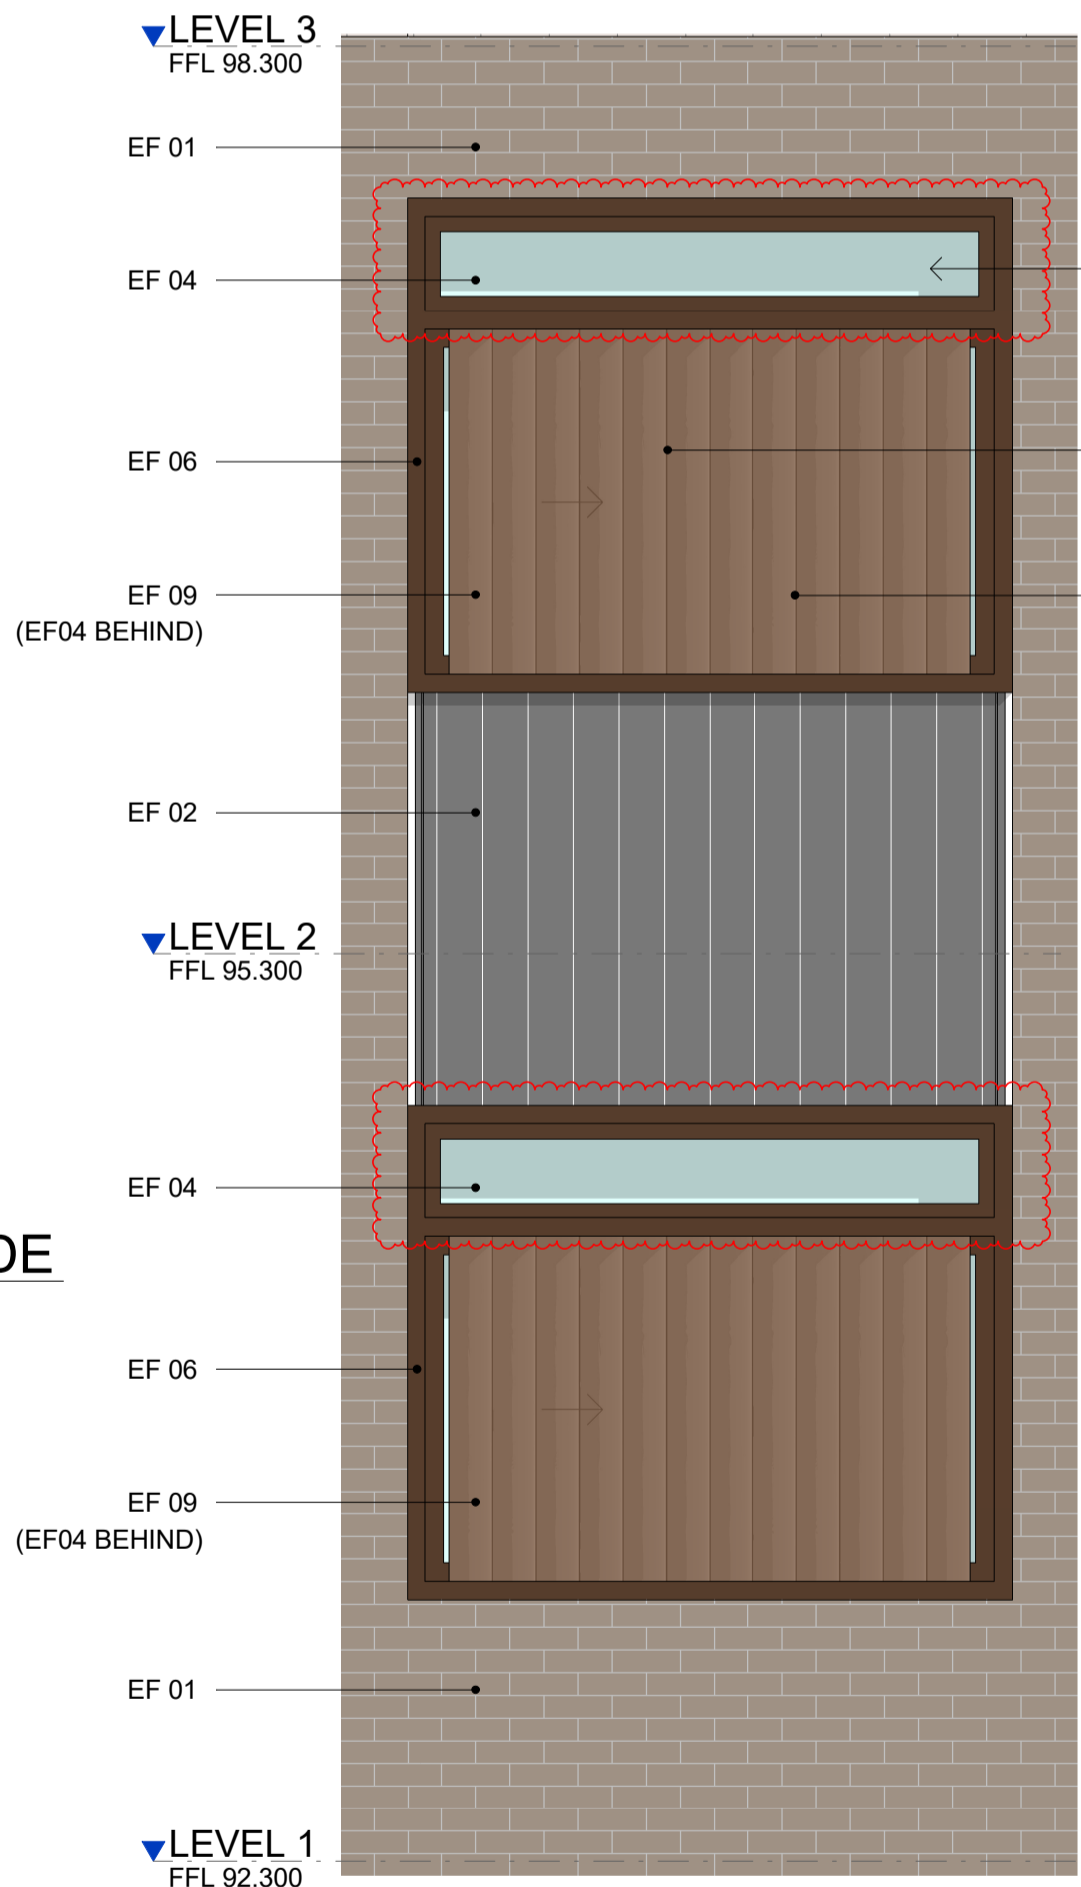 LEVEL 3
FFL 98.300
EF 01
EF 04
EF 06
EF 09
(EF04 BEHIND)
EF 02
LEVEL 2
FFL 95.300
EF 04
DE
EF 06
EF 09
(EF04 BEHIND)
EF 01
LEVEL 1
FFL 92.300